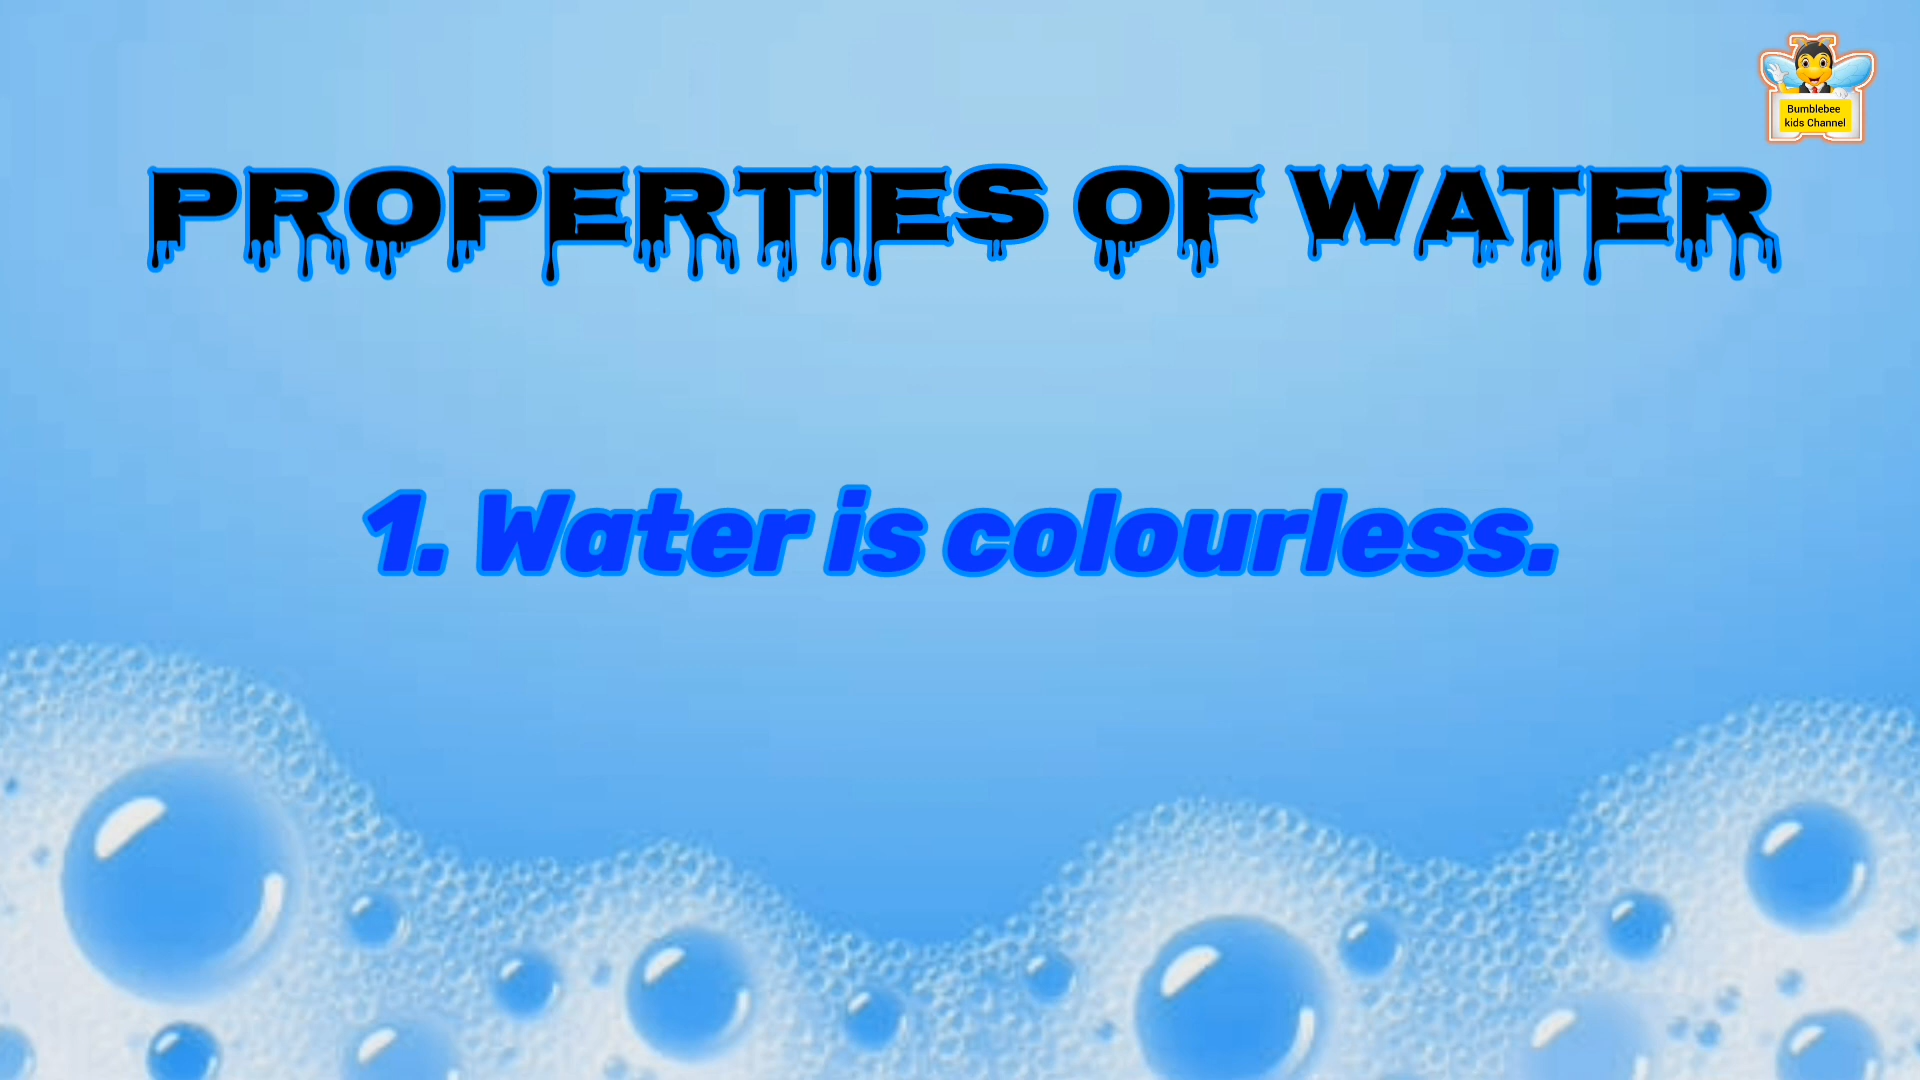 Bumblebee
kids Channel
PROPERTIES OF WATER
1. Water is colourless.